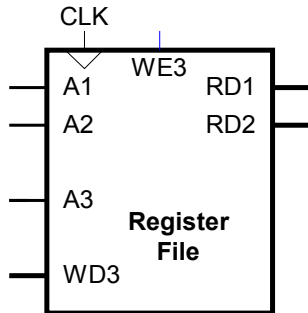 CLK
WE3
A1 RD1
A2 RD2
A3
Register
File
WD3